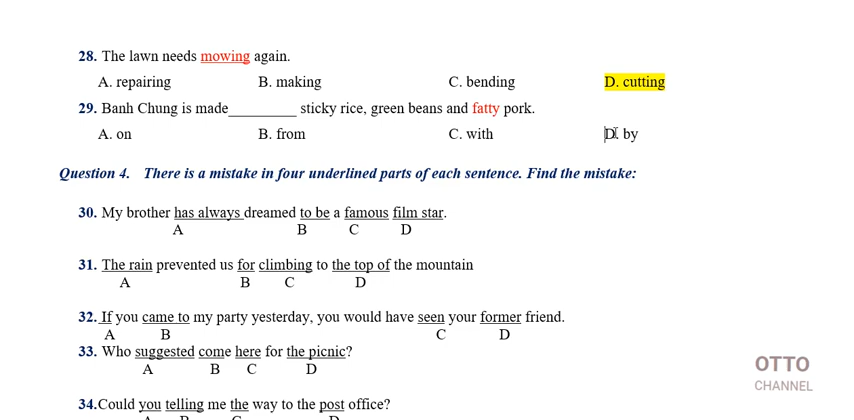 28. The lawn needs mowing again.
A. repairing B. making C. bending D. cutting
29. Banh Chung is made__________ sticky rice, green beans and fatty pork.
A. on B. from C. with D. by
Question 4. There is a mistake in four underlined parts of each sentence. Find the mistake:
30. My brother has always dreamed to be a famous film star.
A B C D
31. The rain prevented us for climbing to the top of the mountain
A B C D
32. If you came to my party yesterday, you would have seen your former friend.
A B C D
33. Who suggested come here for the picnic?
A B C D
34.Could you telling me the way to the post office?
OTTO
CHANNEL